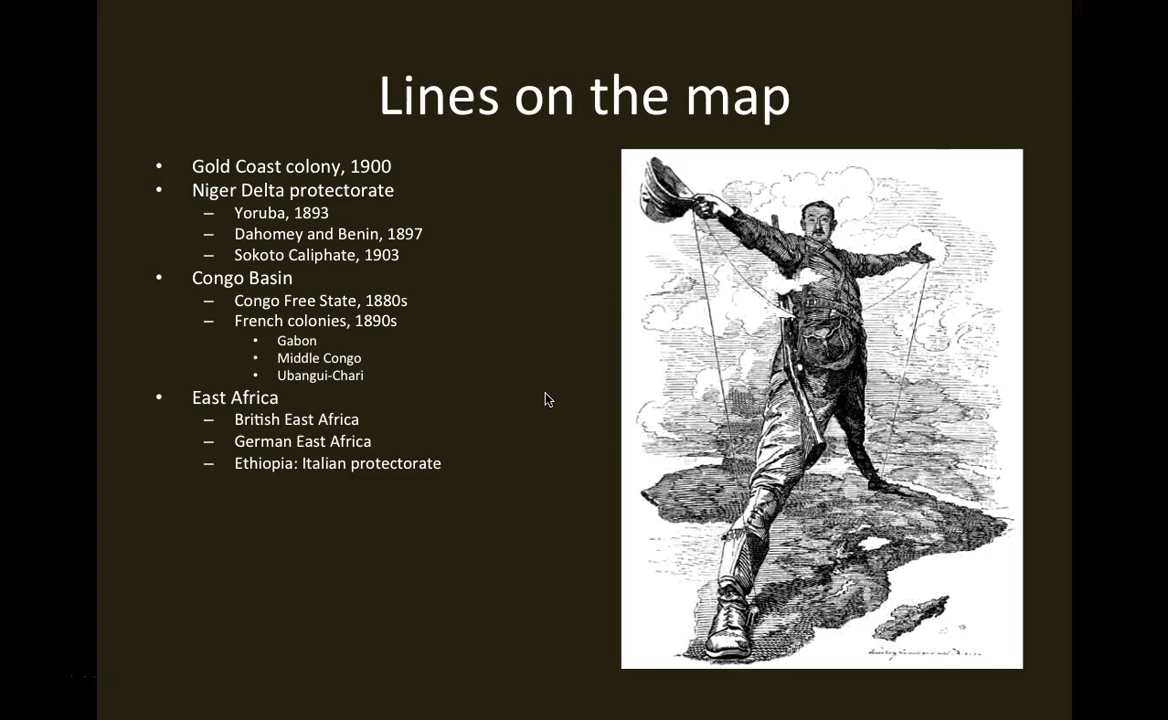 Lines on the map
• Gold Coast colony, 1900
• Niger Delta protectorate
– Yoruba, 1893
– Dahomey and Benin, 1897
– Sokoto Caliphate, 1903
• Congo Basin
– Congo Free State, 1880s
– French colonies, 1890s
• Gabon
• Middle Congo
• Ubangui-Chari
• East Africa
– British East Africa
– German East Africa
– Ethiopia: Italian protectorate